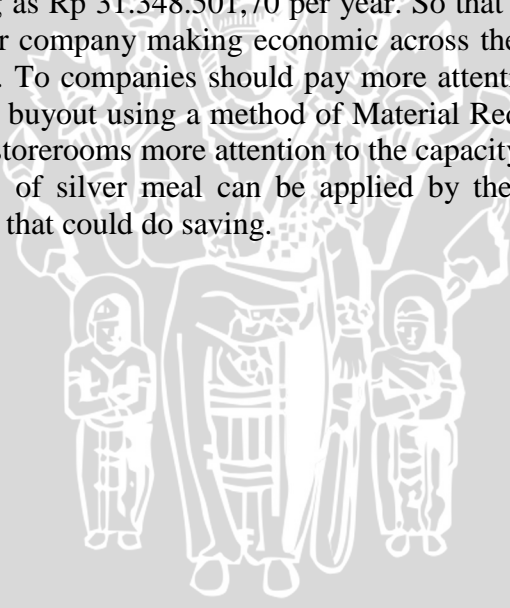 g as Rp 31.348.501,70 per year. So that
r company making economic across the
. To companies should pay more attenti
buyout using a method of Material Rec
storerooms more attention to the capacity
of silver meal can be applied by the
that could do saving.